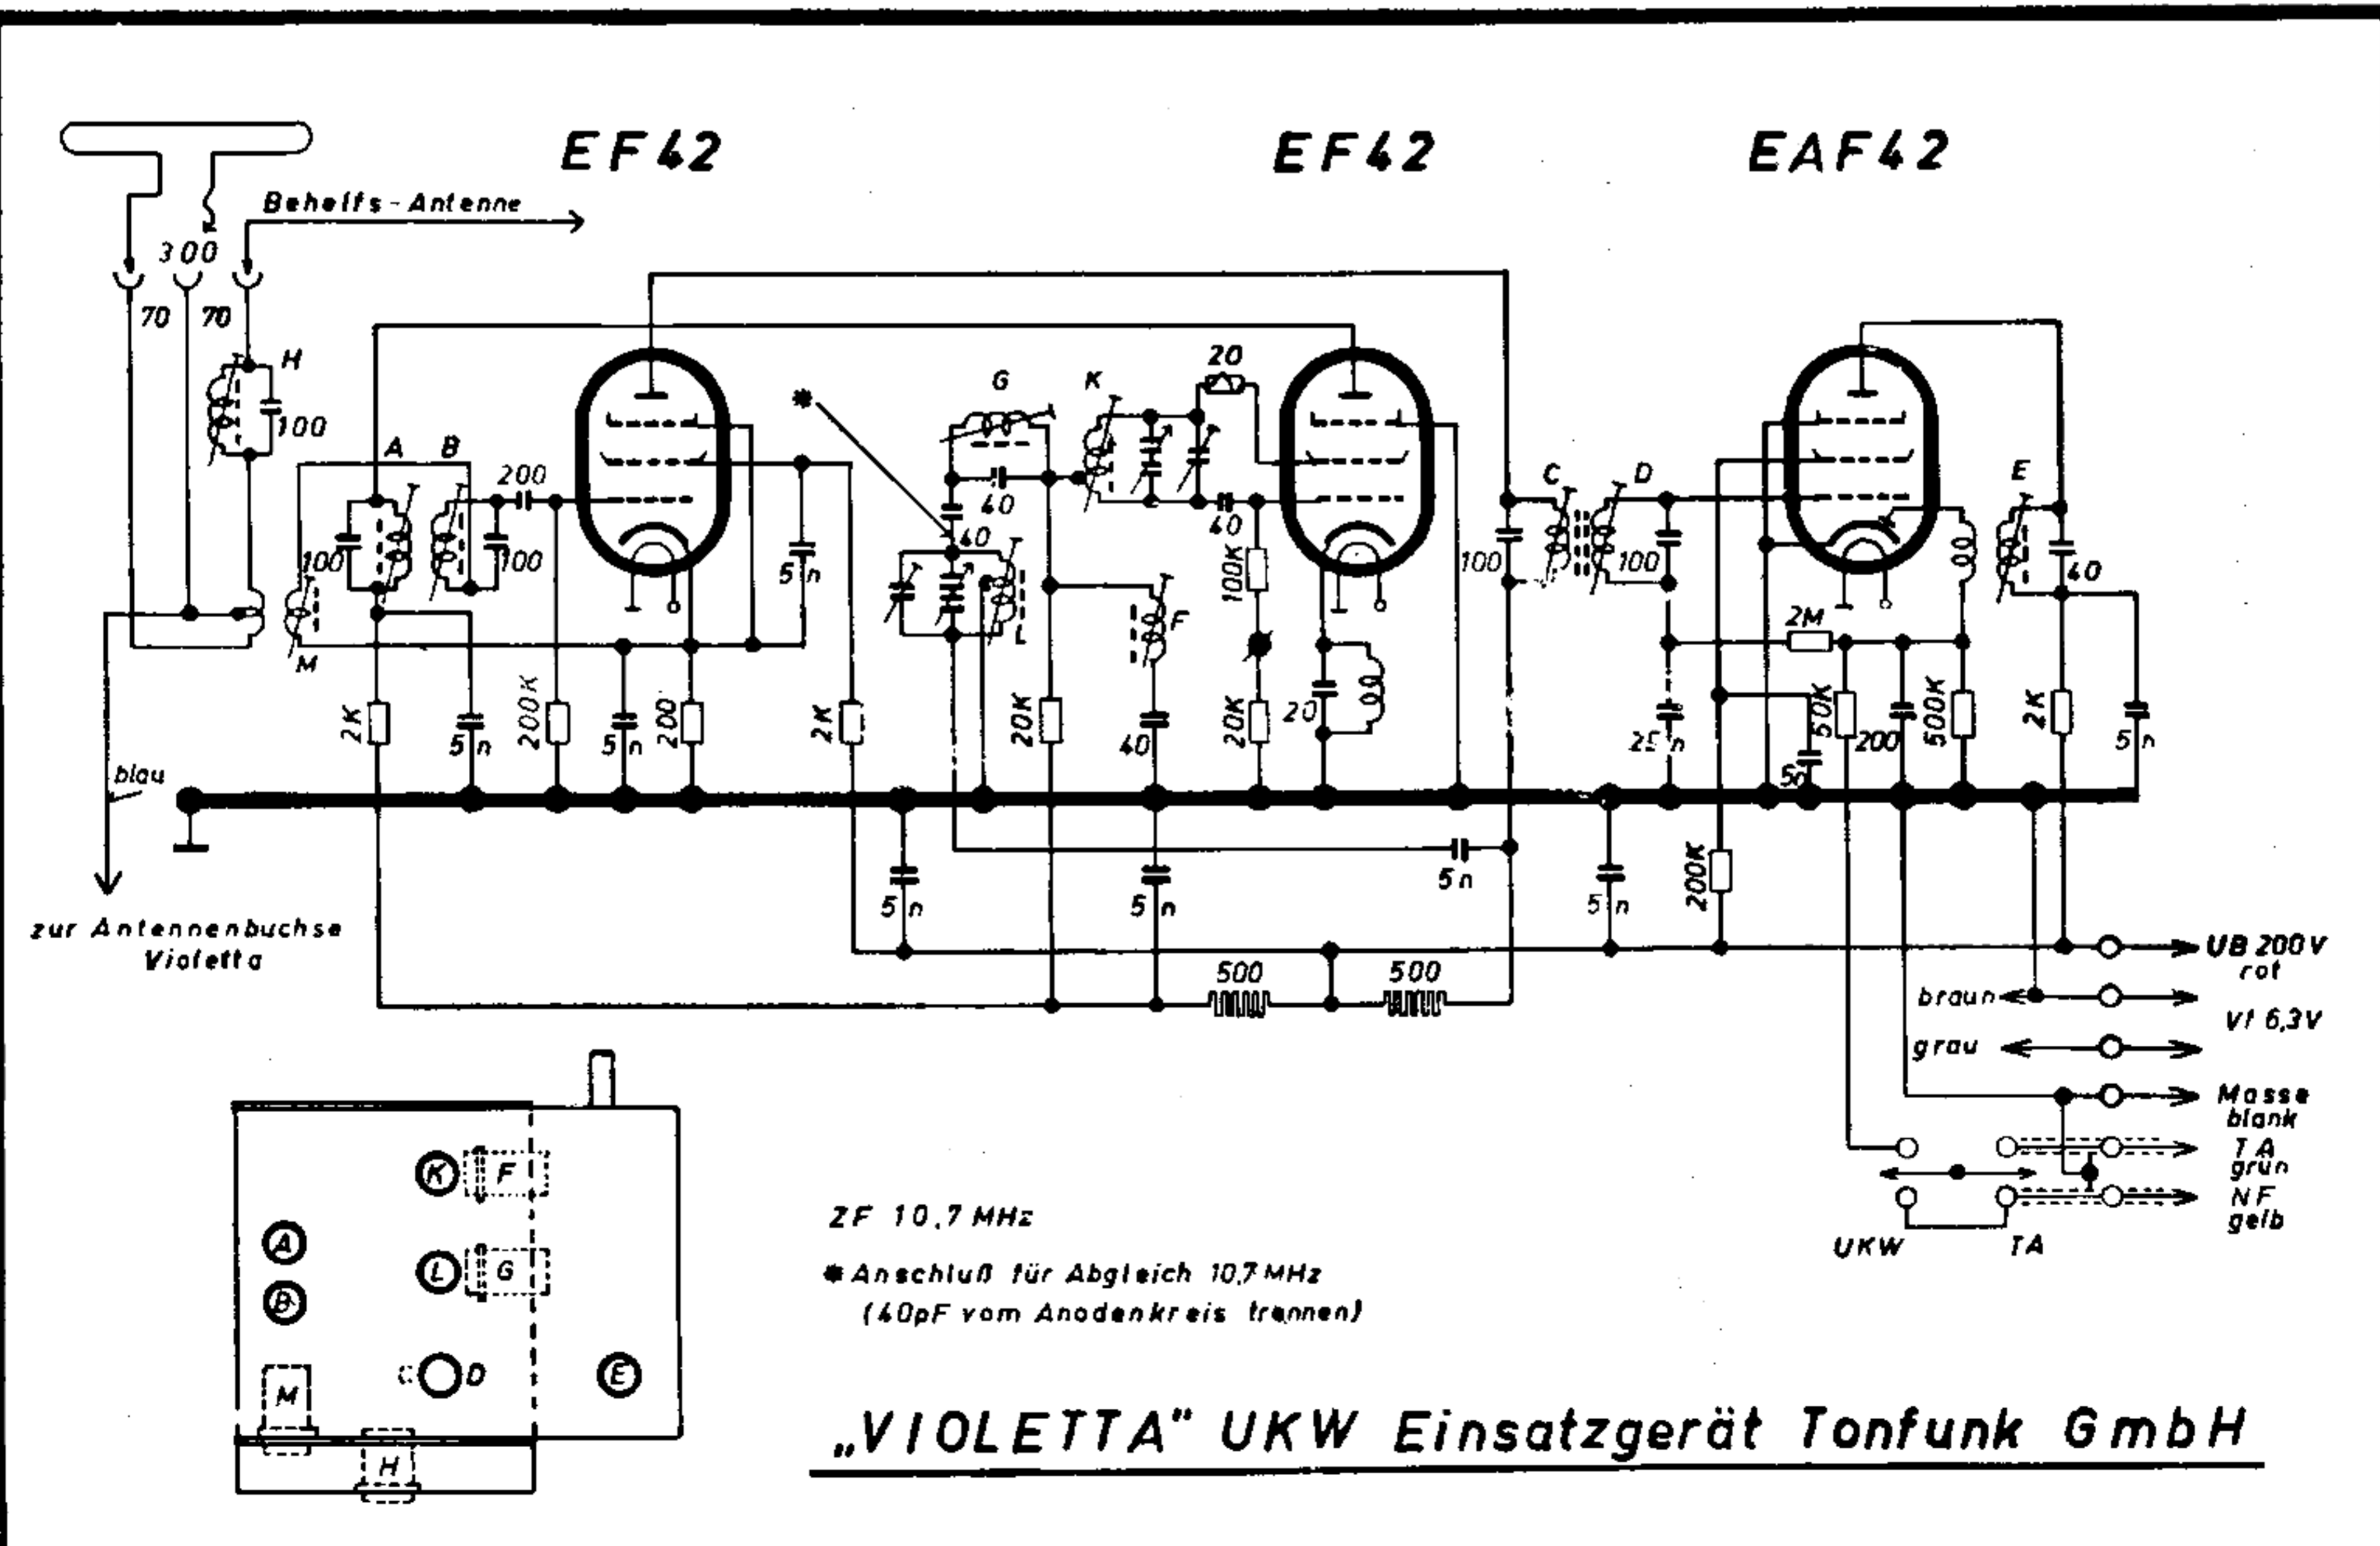 EF42
EF42
EAF42
Behelfs-Antenne
300
70
70
H
100
A
B
200
100
100
M
5n
*
G
40
40
K
20
40
L
F
100K
C
100
D
100
E
40
2M
2K
5n
200K
5n
200
2K
20K
40
20K
20
25n
50K
200
500K
2K
5n
blau
5n
5n
5n
5n
200K
zur Antennenbuchse
Violetta
500
500
UB 200V
rot
braun
Vf 6,3V
grau
Masse
blank
TA
grün
NF
gelb
UKW
TA
K
F
A
L
G
B
M
C
D
E
H
ZF 10,7 MHz
* Anschluß für Abgleich 10,7 MHz
(40pF vom Anodenkreis trennen)
„VIOLETTA" UKW Einsatzgerät Tonfunk GmbH